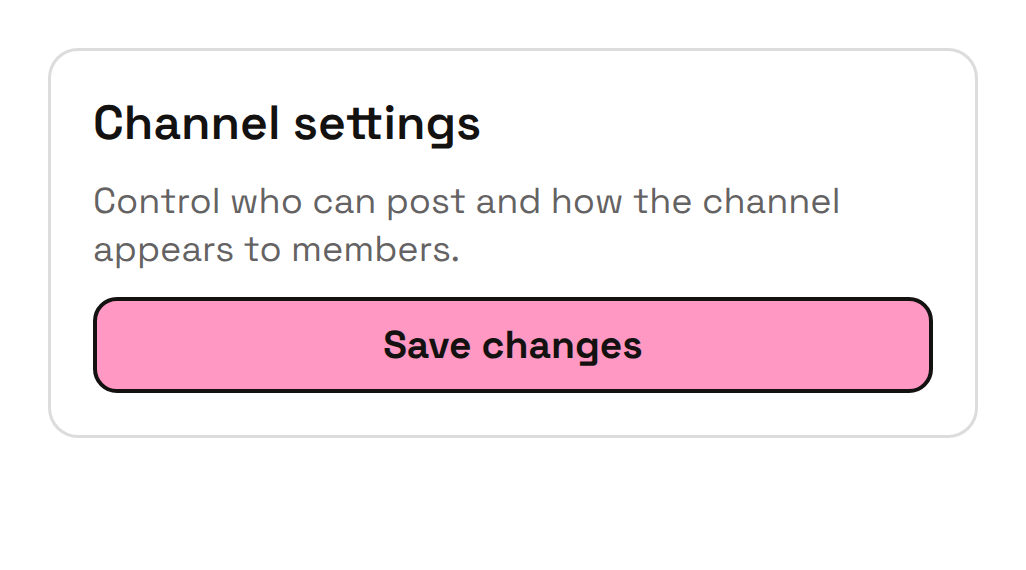 Channel settings
Control who can post and how the channel
appears to members.
Save changes